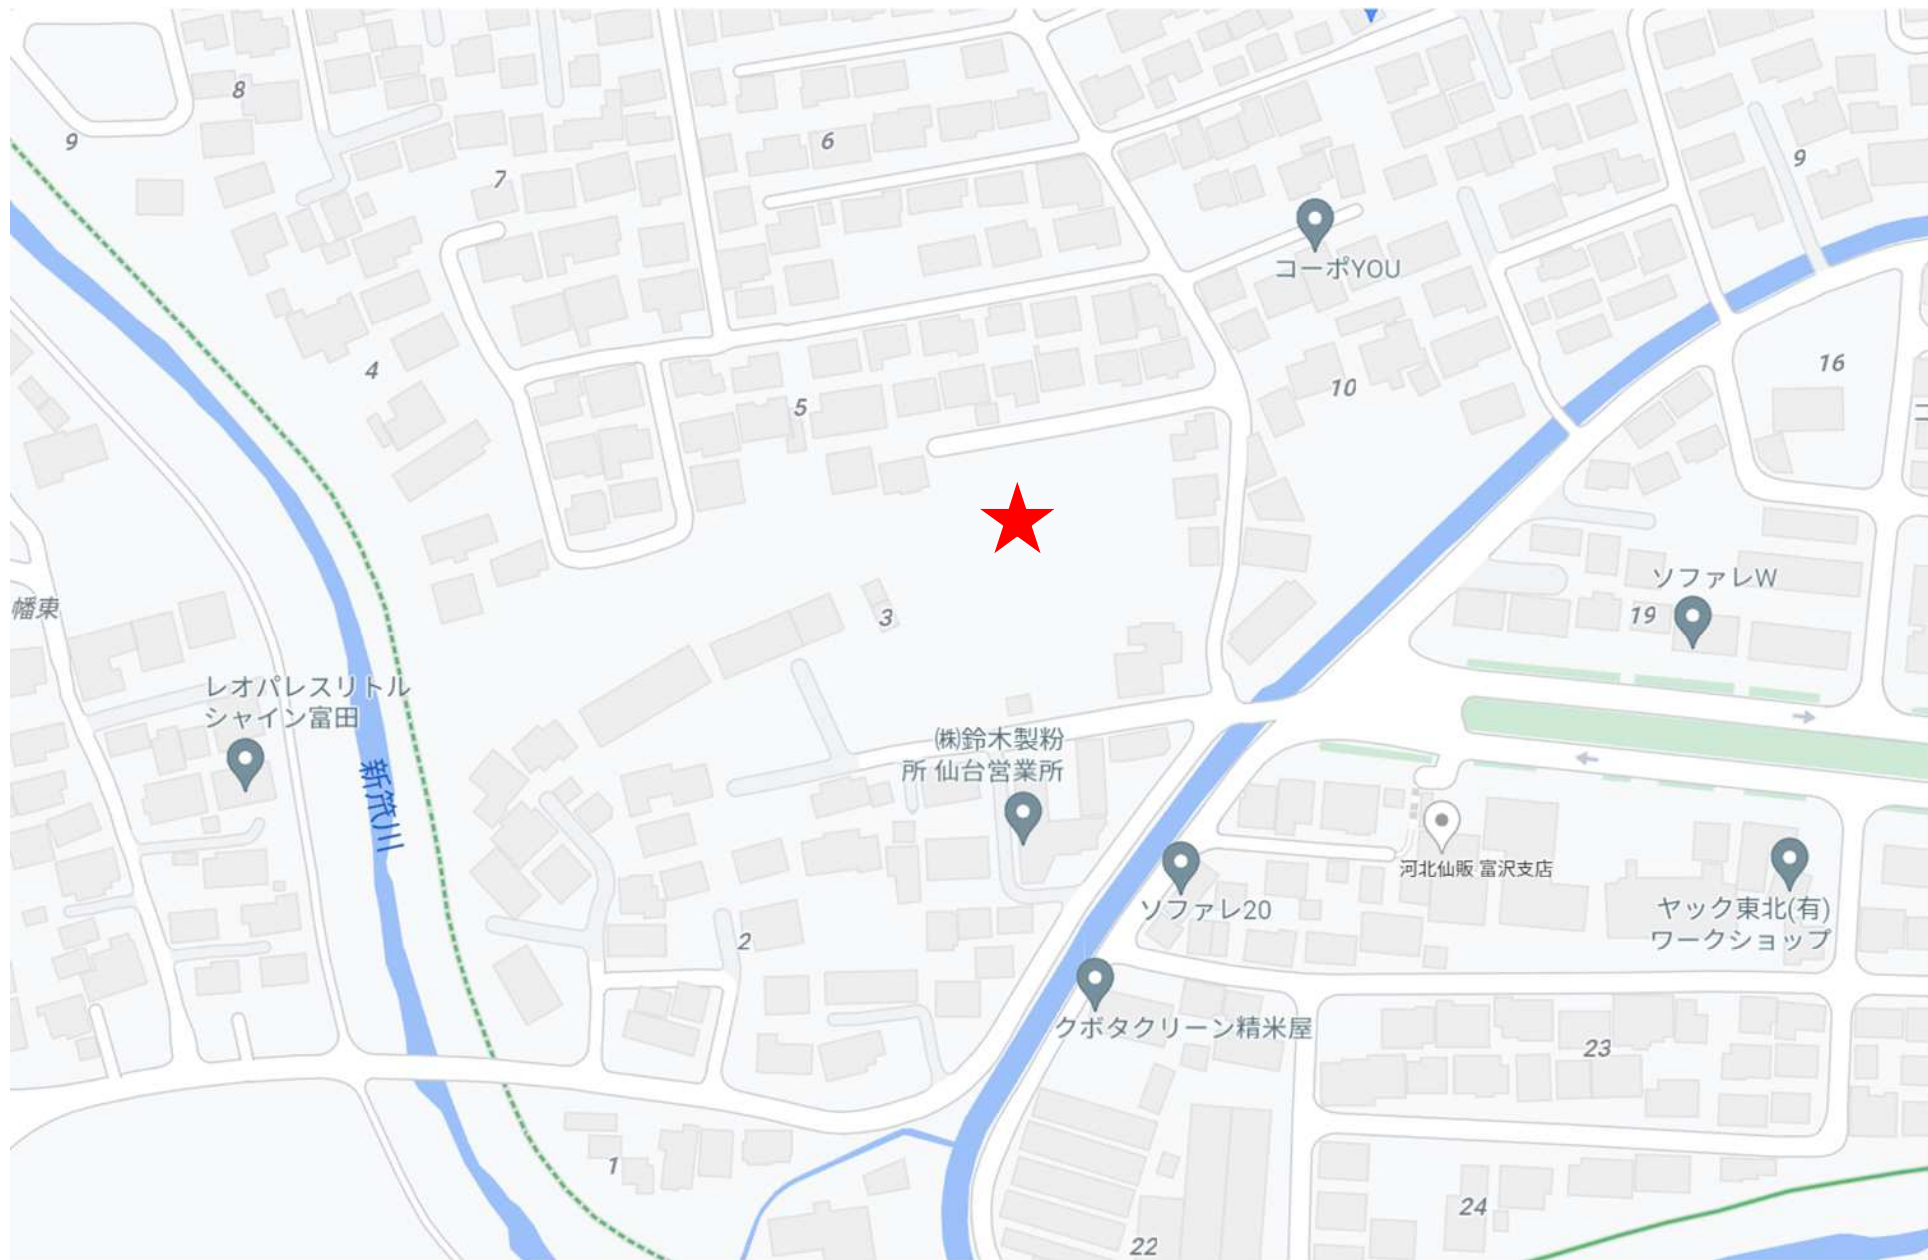 8
9
6
7
9
コーポYOU
4
16
10
5
ソファレW
幡東
3
19
レオパレスリトル
シャイン富田
㈱鈴木製粉
所 仙台営業所
新笊川
河北仙販 富沢支店
ソファレ20
ヤック東北(有)
ワークショップ
2
クボタクリーン精米屋
23
1
24
22